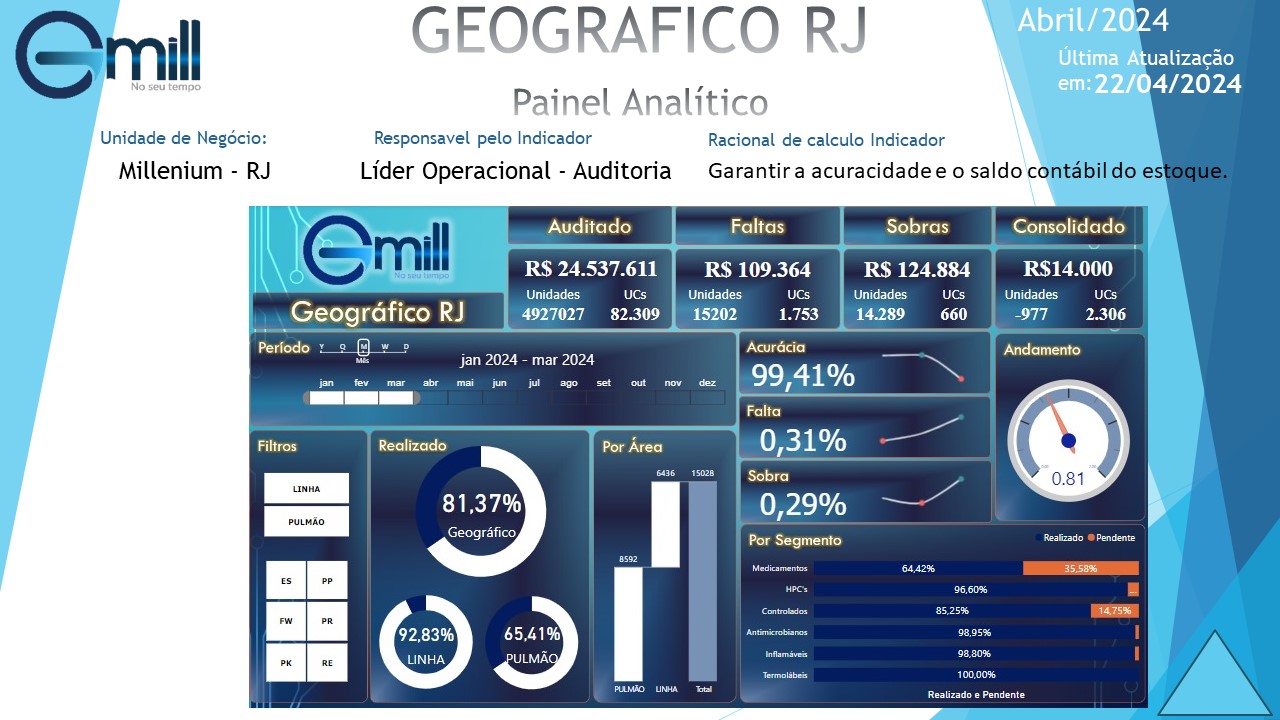 Gmill
No seu tempo
GEOGRAFICO RJ
Painel Analítico
Abril/2024
Última Atualização
em:22/04/2024
Unidade de Negócio:
Millenium - RJ
Responsavel pelo Indicador
Líder Operacional - Auditoria
Racional de calculo Indicador
Garantir a acuracidade e o saldo contábil do estoque.
Gmill
No seu tempo
Geográfico RJ
Auditado
R$ 24.537.611
Unidades UCs
4927027 82.309
Faltas
R$ 109.364
Unidades UCs
15202 1.753
Sobras
R$ 124.884
Unidades UCs
14.289 660
Consolidado
R$14.000
Unidades UCs
-977 2.306
Período
Y Q M W D
Mês
jan 2024 - mar 2024
jan fev mar abr mai jun jul ago set out nov dez
Acurácia
99,41%
Falta
0,31%
Sobra
0,29%
Andamento
0.81
Filtros
LINHA
PULMÃO
ES PP
FW PR
PK RE
Realizado
81,37%
Geográfico
92,83%
LINHA
65,41%
PULMÃO
Por Área
8592 6436 15028
PULMÃO LINHA Total
Por Segmento
Realizado Pendente
Medicamentos 64,42% 35,58%
HPC's 96,60% ...
Controlados 85,25% 14,75%
Antimicrobianos 98,95%
Inflamáveis 98,80%
Termolábeis 100,00%
Realizado e Pendente